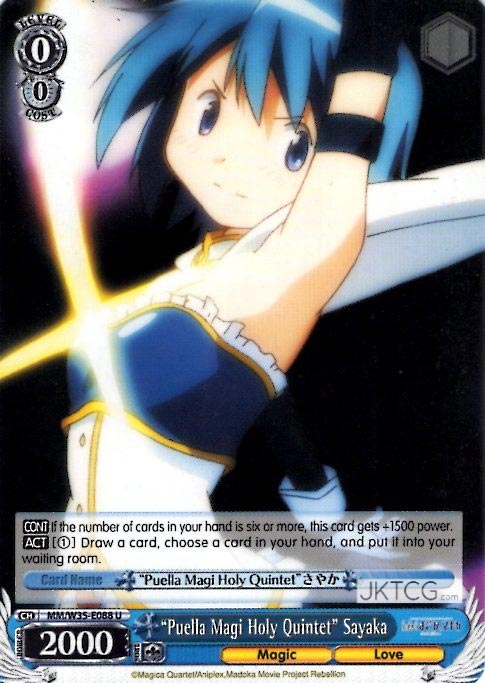 LEVEL
0
0
COST
CONT If the number of cards in your hand is six or more, this card gets +1500 power.
ACT [①] Draw a card, choose a card in your hand, and put it into your
waiting room.
Card Name "Puella Magi Holy Quintet" さやか
JKTCG.com
CH MM/W35-E088 U
2000
"Puella Magi Holy Quintet" Sayaka
Magic
Love
©Magica Quartet/Aniplex,Madoka Movie Project Rebellion